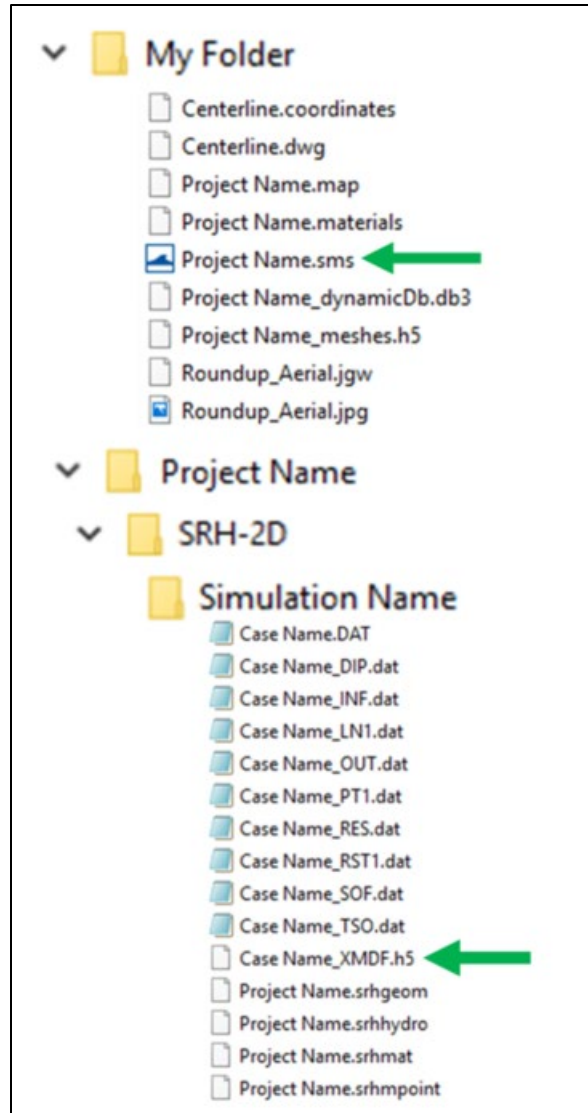 My Folder
Centerline.coordinates
Centerline.dwg
Project Name.map
Project Name.materials
Project Name.sms
Project Name_dynamicDb.db3
Project Name_meshes.h5
Roundup_Aerial.jgw
Roundup_Aerial.jpg
Project Name
SRH-2D
Simulation Name
Case Name.DAT
Case Name_DIP.dat
Case Name_INF.dat
Case Name_LN1.dat
Case Name_OUT.dat
Case Name_PT1.dat
Case Name_RES.dat
Case Name_RST1.dat
Case Name_SOF.dat
Case Name_TSO.dat
Case Name_XMDF.h5
Project Name.srhgeom
Project Name.srhhydro
Project Name.srhmat
Project Name.srhmpoint